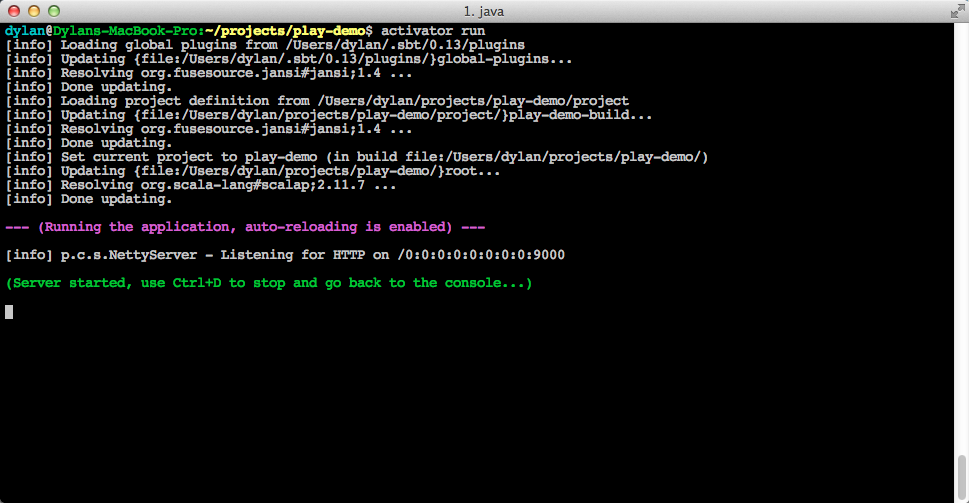 1. java
dylan@Dylans-MacBook-Pro:~/projects/play-demo$ activator run
[info] Loading global plugins from /Users/dylan/.sbt/0.13/plugins
[info] Updating {file:/Users/dylan/.sbt/0.13/plugins/}global-plugins...
[info] Resolving org.fusesource.jansi#jansi;1.4 ...
[info] Done updating.
[info] Loading project definition from /Users/dylan/projects/play-demo/project
[info] Updating {file:/Users/dylan/projects/play-demo/project/}play-demo-build...
[info] Resolving org.fusesource.jansi#jansi;1.4 ...
[info] Done updating.
[info] Set current project to play-demo (in build file:/Users/dylan/projects/play-demo/)
[info] Updating {file:/Users/dylan/projects/play-demo/}root...
[info] Resolving org.scala-lang#scalap;2.11.7 ...
[info] Done updating.
--- (Running the application, auto-reloading is enabled) ---
[info] p.c.s.NettyServer - Listening for HTTP on /0:0:0:0:0:0:0:0:9000
(Server started, use Ctrl+D to stop and go back to the console...)